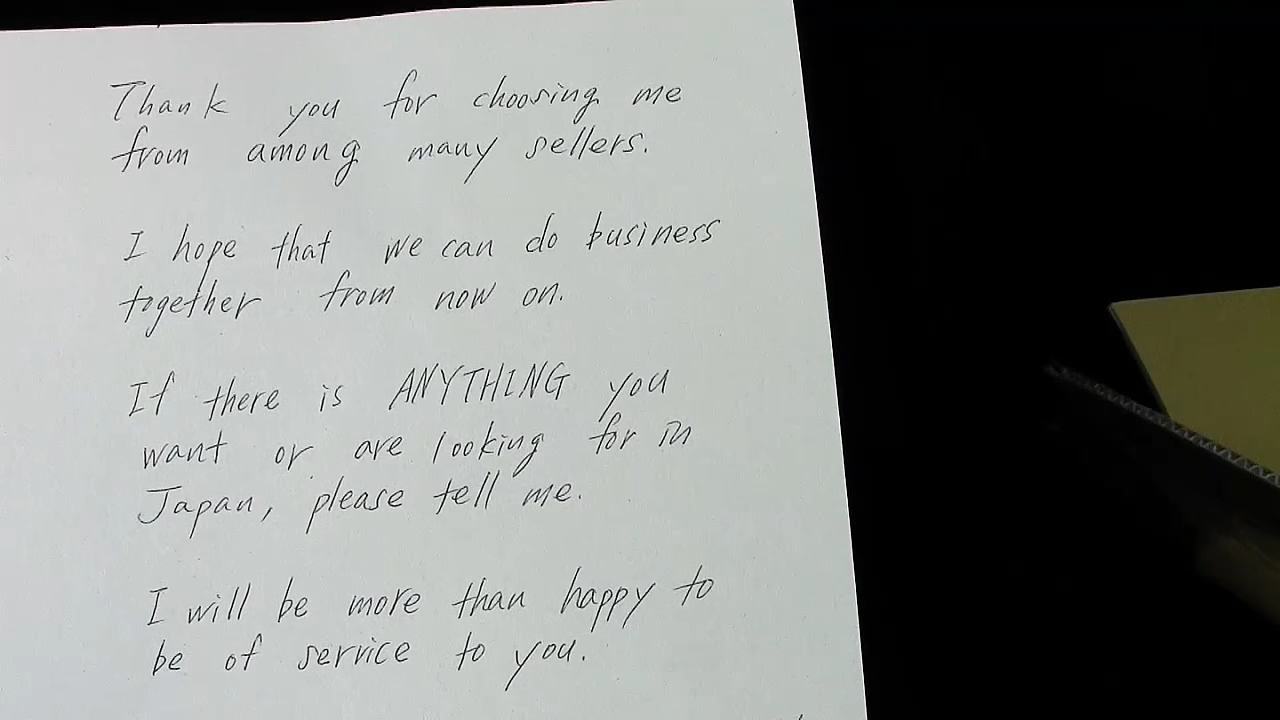 Thank you for choosing me
from among many sellers.
I hope that we can do business
together from now on.
If there is ANYTHING you
want or are looking for in
Japan, please tell me.
I will be more than happy to
be of service to you.